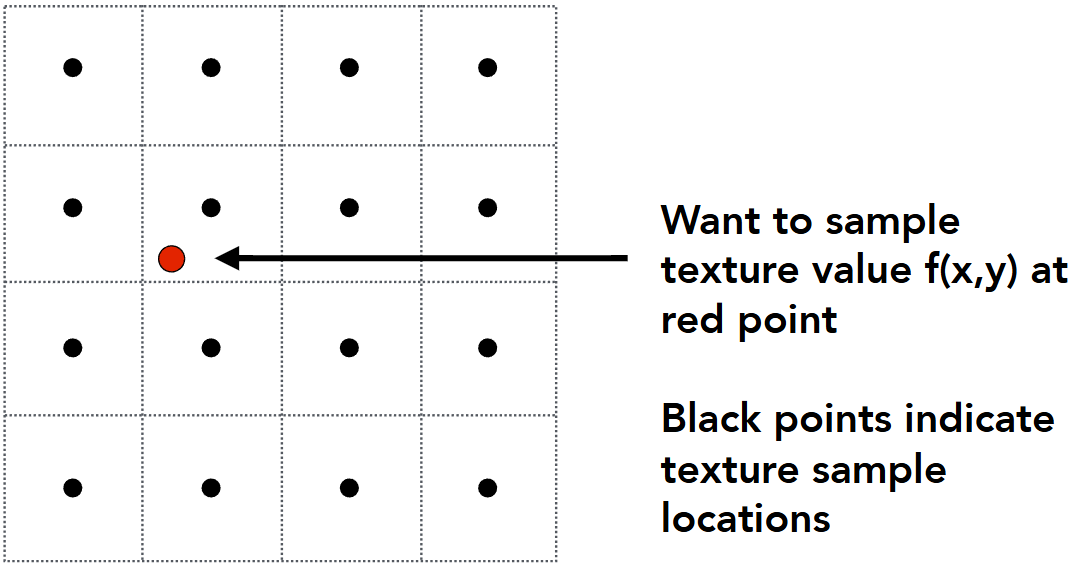 Want to sample
texture value f(x,y) at
red point
Black points indicate
texture sample
locations